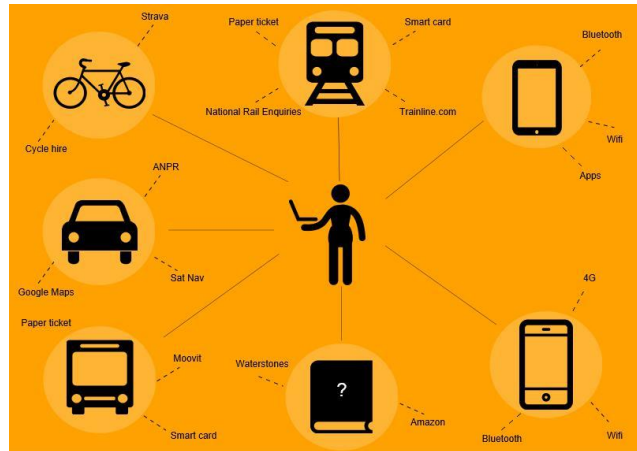 Strava
Cycle hire
Paper ticket
Smart card
National Rail Enquiries
Trainline.com
Bluetooth
Wifi
Apps
ANPR
Google Maps
Sat Nav
Paper ticket
Moovit
Smart card
Waterstones
?
Amazon
4G
Bluetooth
Wifi